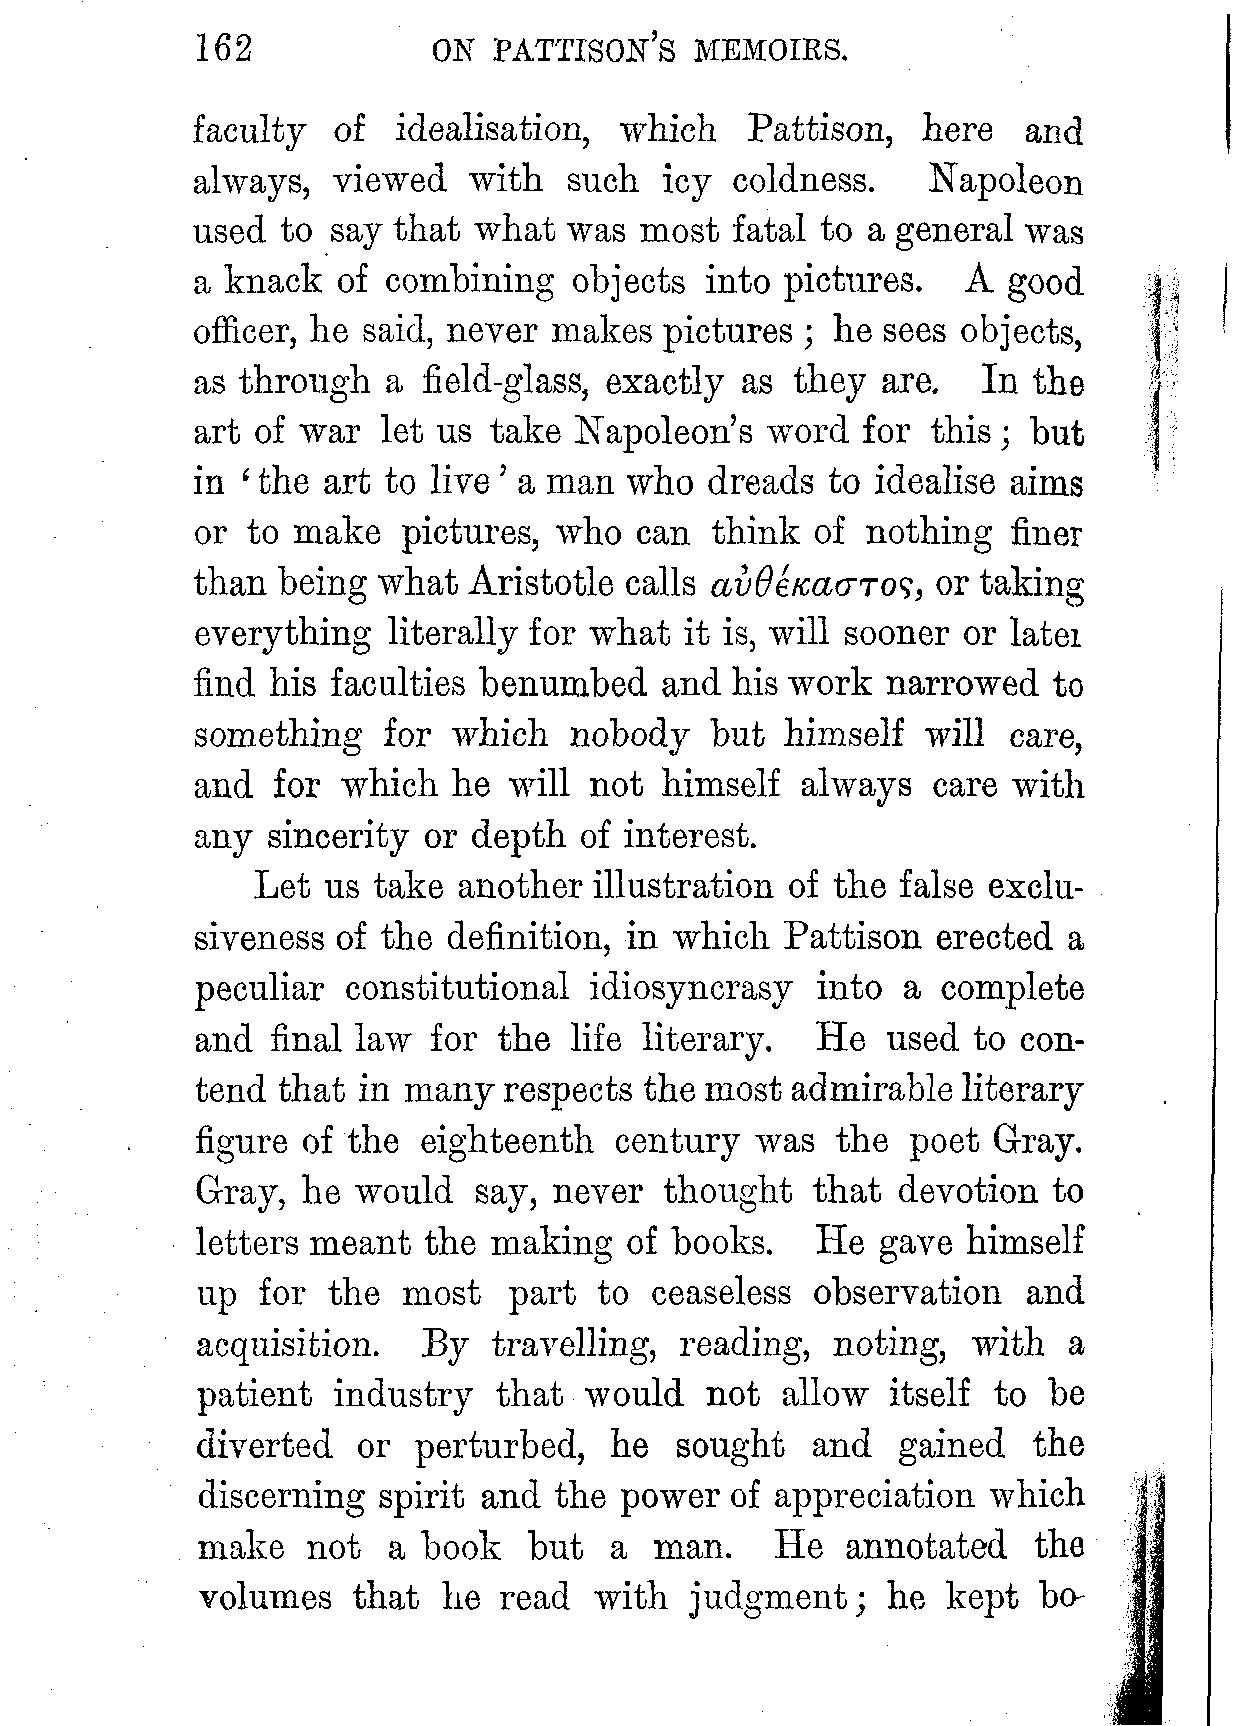 162 ON PATTISON'S MEMOIRS.
faculty of idealisation, which Pattison, here and
always, viewed with such icy coldness. Napoleon
used to say that what was most fatal to a general was
a knack of combining objects into pictures. A good
officer, he said, never makes pictures ; he sees objects,
as through a field-glass, exactly as they are. In the
art of war let us take Napoleon's word for this ; but
in ‘the art to live’ a man who dreads to idealise aims
or to make pictures, who can think of nothing finer
than being what Aristotle calls αὐθέκαστος, or taking
everything literally for what it is, will sooner or later
find his faculties benumbed and his work narrowed to
something for which nobody but himself will care,
and for which he will not himself always care with
any sincerity or depth of interest.
Let us take another illustration of the false exclu-
siveness of the definition, in which Pattison erected a
peculiar constitutional idiosyncrasy into a complete
and final law for the life literary. He used to con-
tend that in many respects the most admirable literary
figure of the eighteenth century was the poet Gray.
Gray, he would say, never thought that devotion to
letters meant the making of books. He gave himself
up for the most part to ceaseless observation and
acquisition. By travelling, reading, noting, with a
patient industry that would not allow itself to be
diverted or perturbed, he sought and gained the
discerning spirit and the power of appreciation which
make not a book but a man. He annotated the
volumes that he read with judgment ; he kept bo-